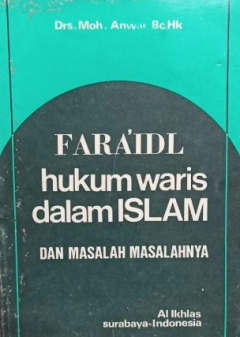 Drs. Moh. Anwar Bc.Hk
FARA'IDL
hukum waris
dalam ISLAM
DAN MASALAH MASALAHNYA
Al Ikhlas
surabaya-Indonesia